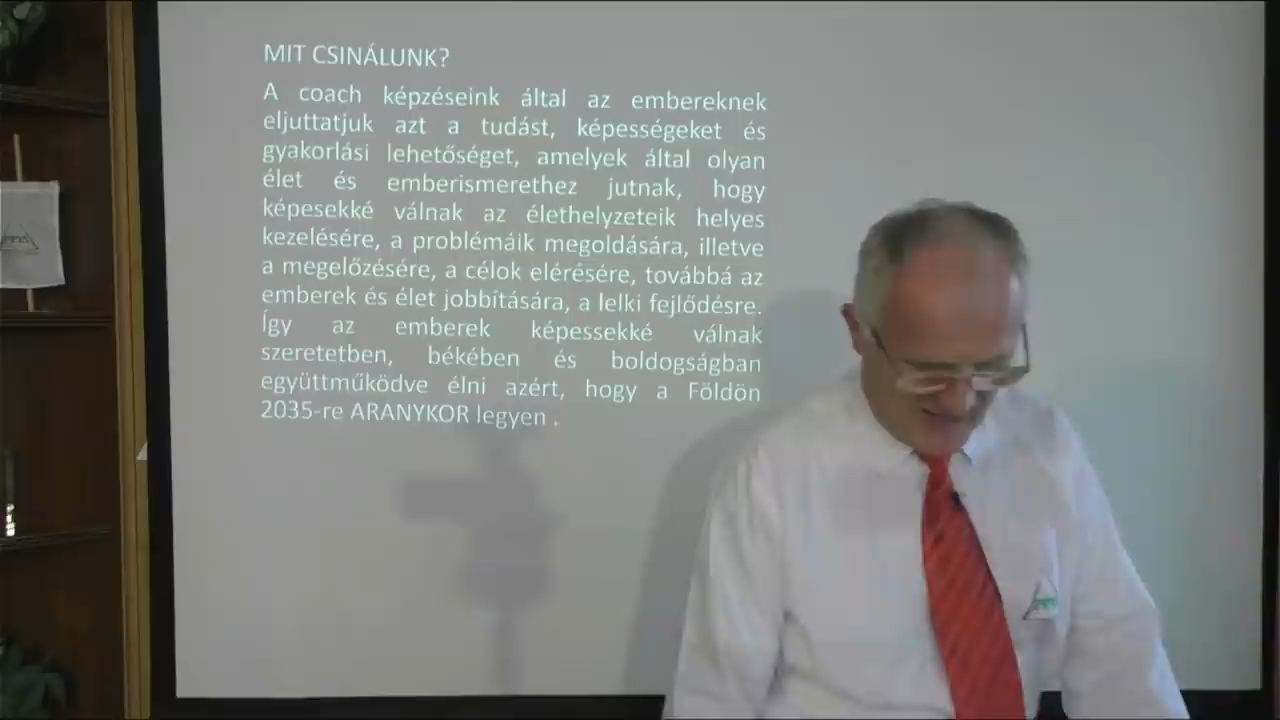 MIT CSINÁLUNK?
A coach képzéseink által az embereknek
eljuttatjuk azt a tudást, képességeket és
gyakorlási lehetőséget, amelyek által olyan
élet és emberismerethez jutnak, hogy
képesekké válnak az élethelyzeteik helyes
kezelésére, a problémáik megoldására, illetve
a megelőzésére, a célok elérésére, továbbá az
emberek és élet jobbítására, a lelki fejlődésre.
Így az emberek képessekké válnak
szeretetben, békében és boldogságban
együttműködve élni azért, hogy a Földön
2035-re ARANYKOR legyen .